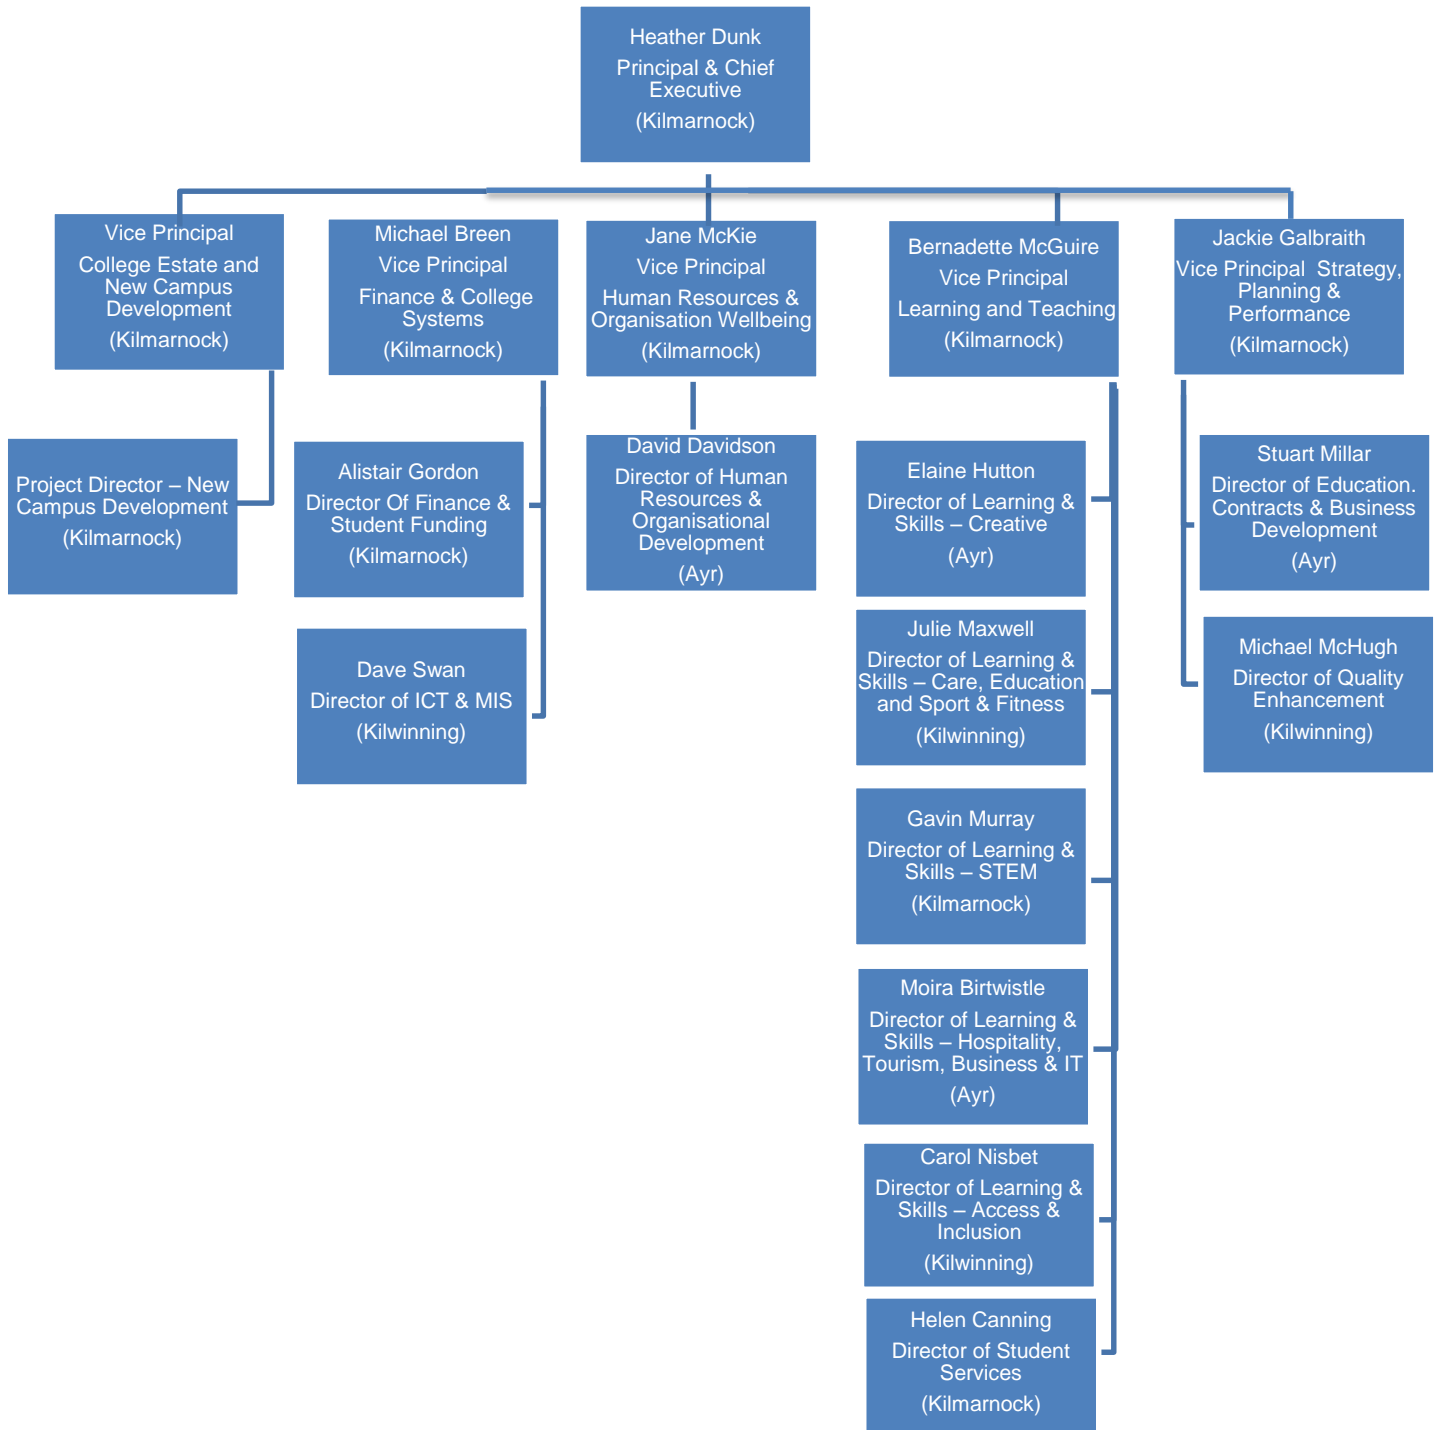 Heather Dunk
Principal & Chief
Executive
(Kilmarnock)
Vice Principal
College Estate and
New Campus
Development
(Kilmarnock)
Michael Breen
Vice Principal
Finance & College
Systems
(Kilmarnock)
Jane McKie
Vice Principal
Human Resources &
Organisation Wellbeing
(Kilmarnock)
Bernadette McGuire
Vice Principal
Learning and Teaching
(Kilmarnock)
Jackie Galbraith
Vice Principal  Strategy,
Planning &
Performance
(Kilmarnock)
Project Director – New
Campus Development
(Kilmarnock)
Alistair Gordon
Director Of Finance &
Student Funding
(Kilmarnock)
David Davidson
Director of Human
Resources &
Organisational
Development
(Ayr)
Elaine Hutton
Director of Learning &
Skills – Creative
(Ayr)
Stuart Millar
Director of Education.
Contracts & Business
Development
(Ayr)
Dave Swan
Director of ICT & MIS
(Kilwinning)
Julie Maxwell
Director of Learning &
Skills – Care, Education
and Sport & Fitness
(Kilwinning)
Michael McHugh
Director of Quality
Enhancement
(Kilwinning)
Gavin Murray
Director of Learning &
Skills – STEM
(Kilmarnock)
Moira Birtwistle
Director of Learning &
Skills – Hospitality,
Tourism, Business & IT
(Ayr)
Carol Nisbet
Director of Learning &
Skills – Access &
Inclusion
(Kilwinning)
Helen Canning
Director of Student
Services
(Kilmarnock)